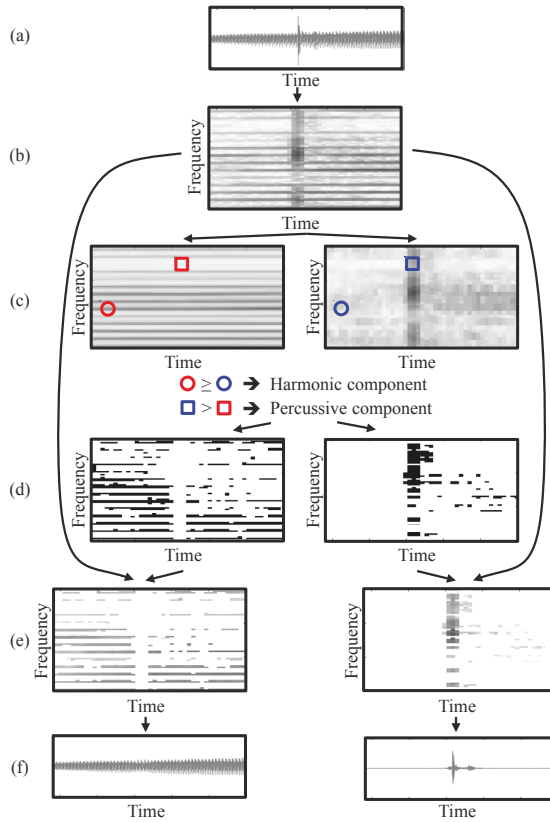 (a)
Time
(b)
Frequency
Time
(c)
Frequency
Frequency
Time
Time
≥ ➔ Harmonic component
> ➔ Percussive component
(d)
Frequency
Frequency
Time
Time
(e)
Frequency
Frequency
Time
Time
(f)
Time
Time